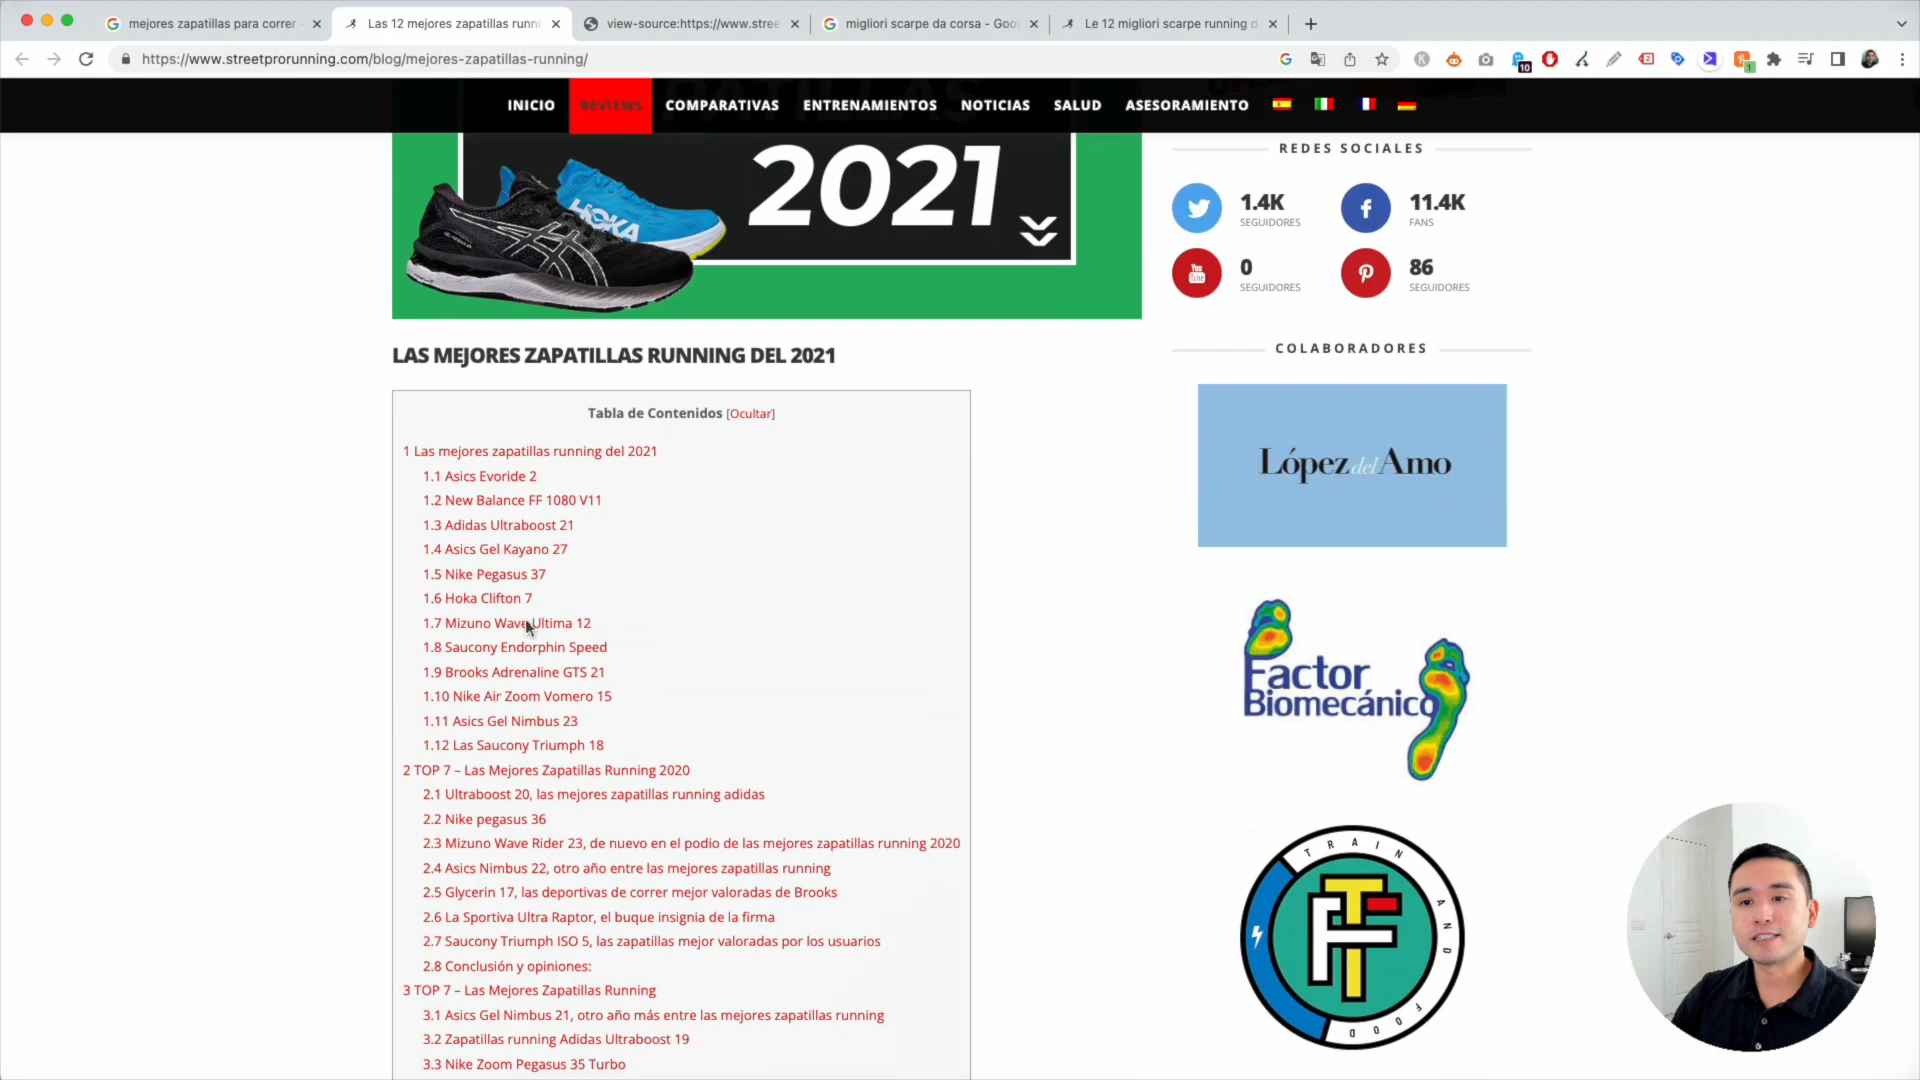 mejores zapatillas para correr
Las 12 mejores zapatillas runni
view-source:https://www.stree
migliori scarpe da corsa - Goo
Le 12 migliori scarpe running d
https://www.streetprorunning.com/blog/mejores-zapatillas-running/
10
1
INICIO
REVIEWS
COMPARATIVAS
ENTRENAMIENTOS
NOTICIAS
SALUD
ASESORAMIENTO
2021
HOKA
REDES SOCIALES
1.4K
SEGUIDORES
11.4K
FANS
You Tube
0
SEGUIDORES
86
SEGUIDORES
LAS MEJORES ZAPATILLAS RUNNING DEL 2021
Tabla de Contenidos [Ocultar]
1 Las mejores zapatillas running del 2021
1.1 Asics Evoride 2
1.2 New Balance FF 1080 V11
1.3 Adidas Ultraboost 21
1.4 Asics Gel Kayano 27
1.5 Nike Pegasus 37
1.6 Hoka Clifton 7
1.7 Mizuno Wave Ultima 12
1.8 Saucony Endorphin Speed
1.9 Brooks Adrenaline GTS 21
1.10 Nike Air Zoom Vomero 15
1.11 Asics Gel Nimbus 23
1.12 Las Saucony Triumph 18
2 TOP 7 – Las Mejores Zapatillas Running 2020
2.1 Ultraboost 20, las mejores zapatillas running adidas
2.2 Nike pegasus 36
2.3 Mizuno Wave Rider 23, de nuevo en el podio de las mejores zapatillas running 2020
2.4 Asics Nimbus 22, otro año entre las mejores zapatillas running
2.5 Glycerin 17, las deportivas de correr mejor valoradas de Brooks
2.6 La Sportiva Ultra Raptor, el buque insignia de la firma
2.7 Saucony Triumph ISO 5, las zapatillas mejor valoradas por los usuarios
2.8 Conclusión y opiniones:
3 TOP 7 – Las Mejores Zapatillas Running
3.1 Asics Gel Nimbus 21, otro año más entre las mejores zapatillas running
3.2 Zapatillas running Adidas Ultraboost 19
3.3 Nike Zoom Pegasus 35 Turbo
COLABORADORES
López del Amo
Factor
Biomecánico
TRAIN AND FOOD